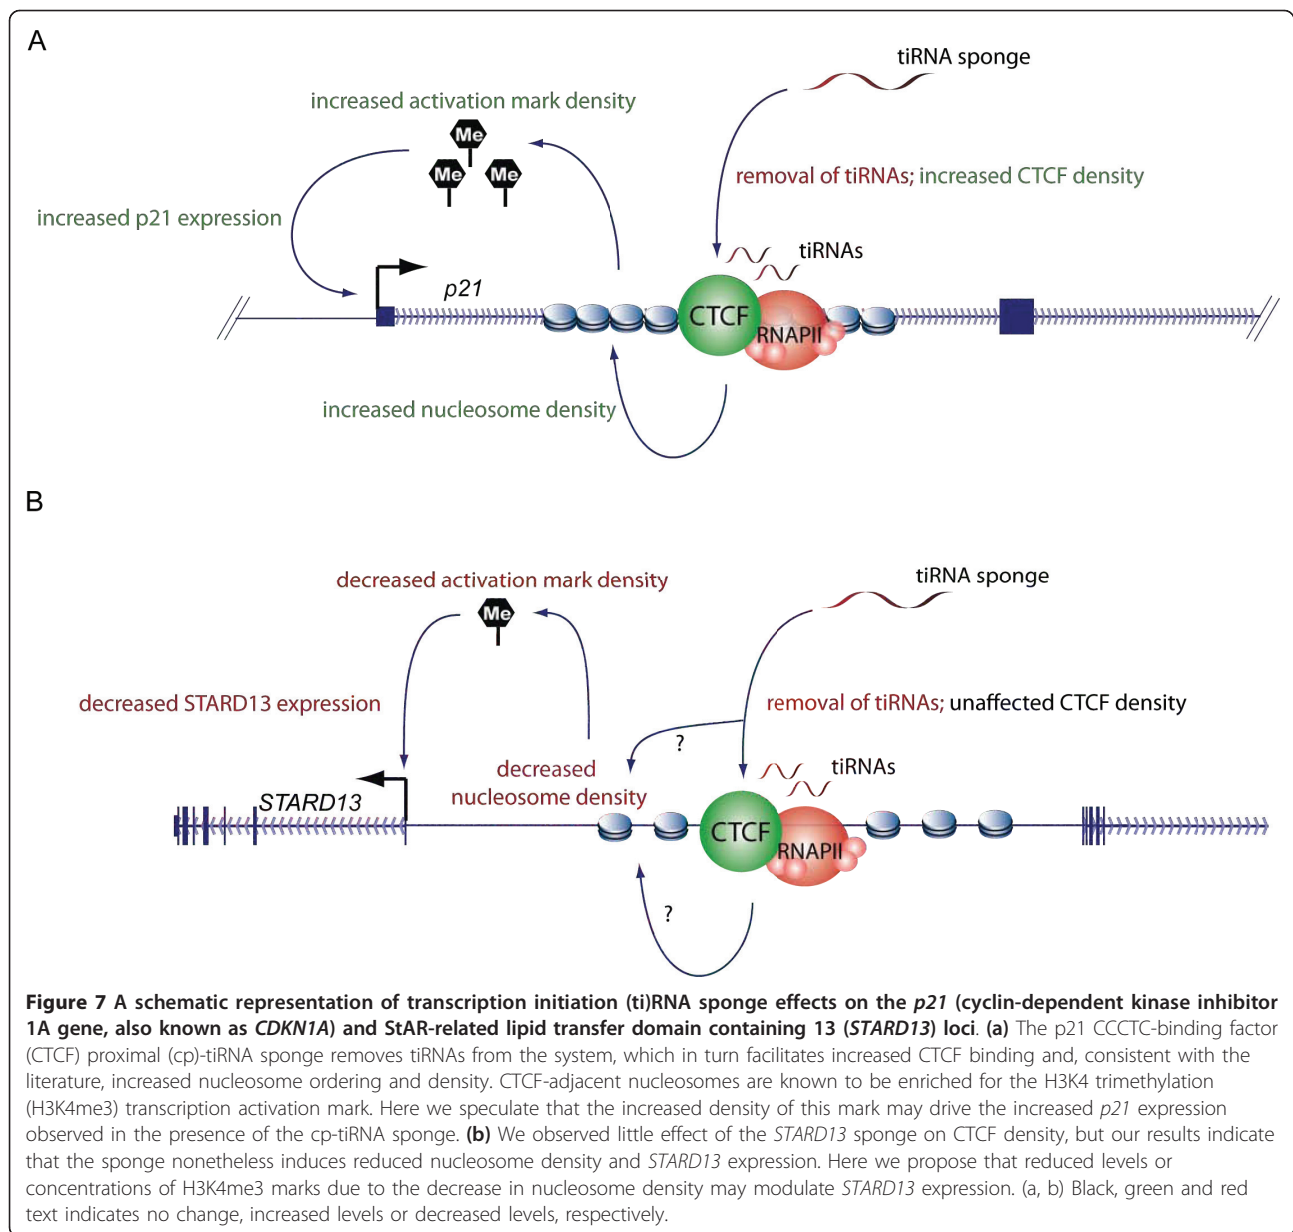 A
tiRNA sponge
increased activation mark density
Me
Me
Me
removal of tiRNAs; increased CTCF density
increased p21 expression
tiRNAs
p21
CTCF
RNAPII
increased nucleosome density
B
tiRNA sponge
decreased activation mark density
Me
decreased STARD13 expression
removal of tiRNAs; unaffected CTCF density
?
decreased
nucleosome density
tiRNAs
STARD13
CTCF
RNAPII
?
Figure 7 A schematic representation of transcription initiation (ti)RNA sponge effects on the p21 (cyclin-dependent kinase inhibitor
1A gene, also known as CDKN1A) and StAR-related lipid transfer domain containing 13 (STARD13) loci. (a) The p21 CCCTC-binding factor
(CTCF) proximal (cp)-tiRNA sponge removes tiRNAs from the system, which in turn facilitates increased CTCF binding and, consistent with the
literature, increased nucleosome ordering and density. CTCF-adjacent nucleosomes are known to be enriched for the H3K4 trimethylation
(H3K4me3) transcription activation mark. Here we speculate that the increased density of this mark may drive the increased p21 expression
observed in the presence of the cp-tiRNA sponge. (b) We observed little effect of the STARD13 sponge on CTCF density, but our results indicate
that the sponge nonetheless induces reduced nucleosome density and STARD13 expression. Here we propose that reduced levels or
concentrations of H3K4me3 marks due to the decrease in nucleosome density may modulate STARD13 expression. (a, b) Black, green and red
text indicates no change, increased levels or decreased levels, respectively.